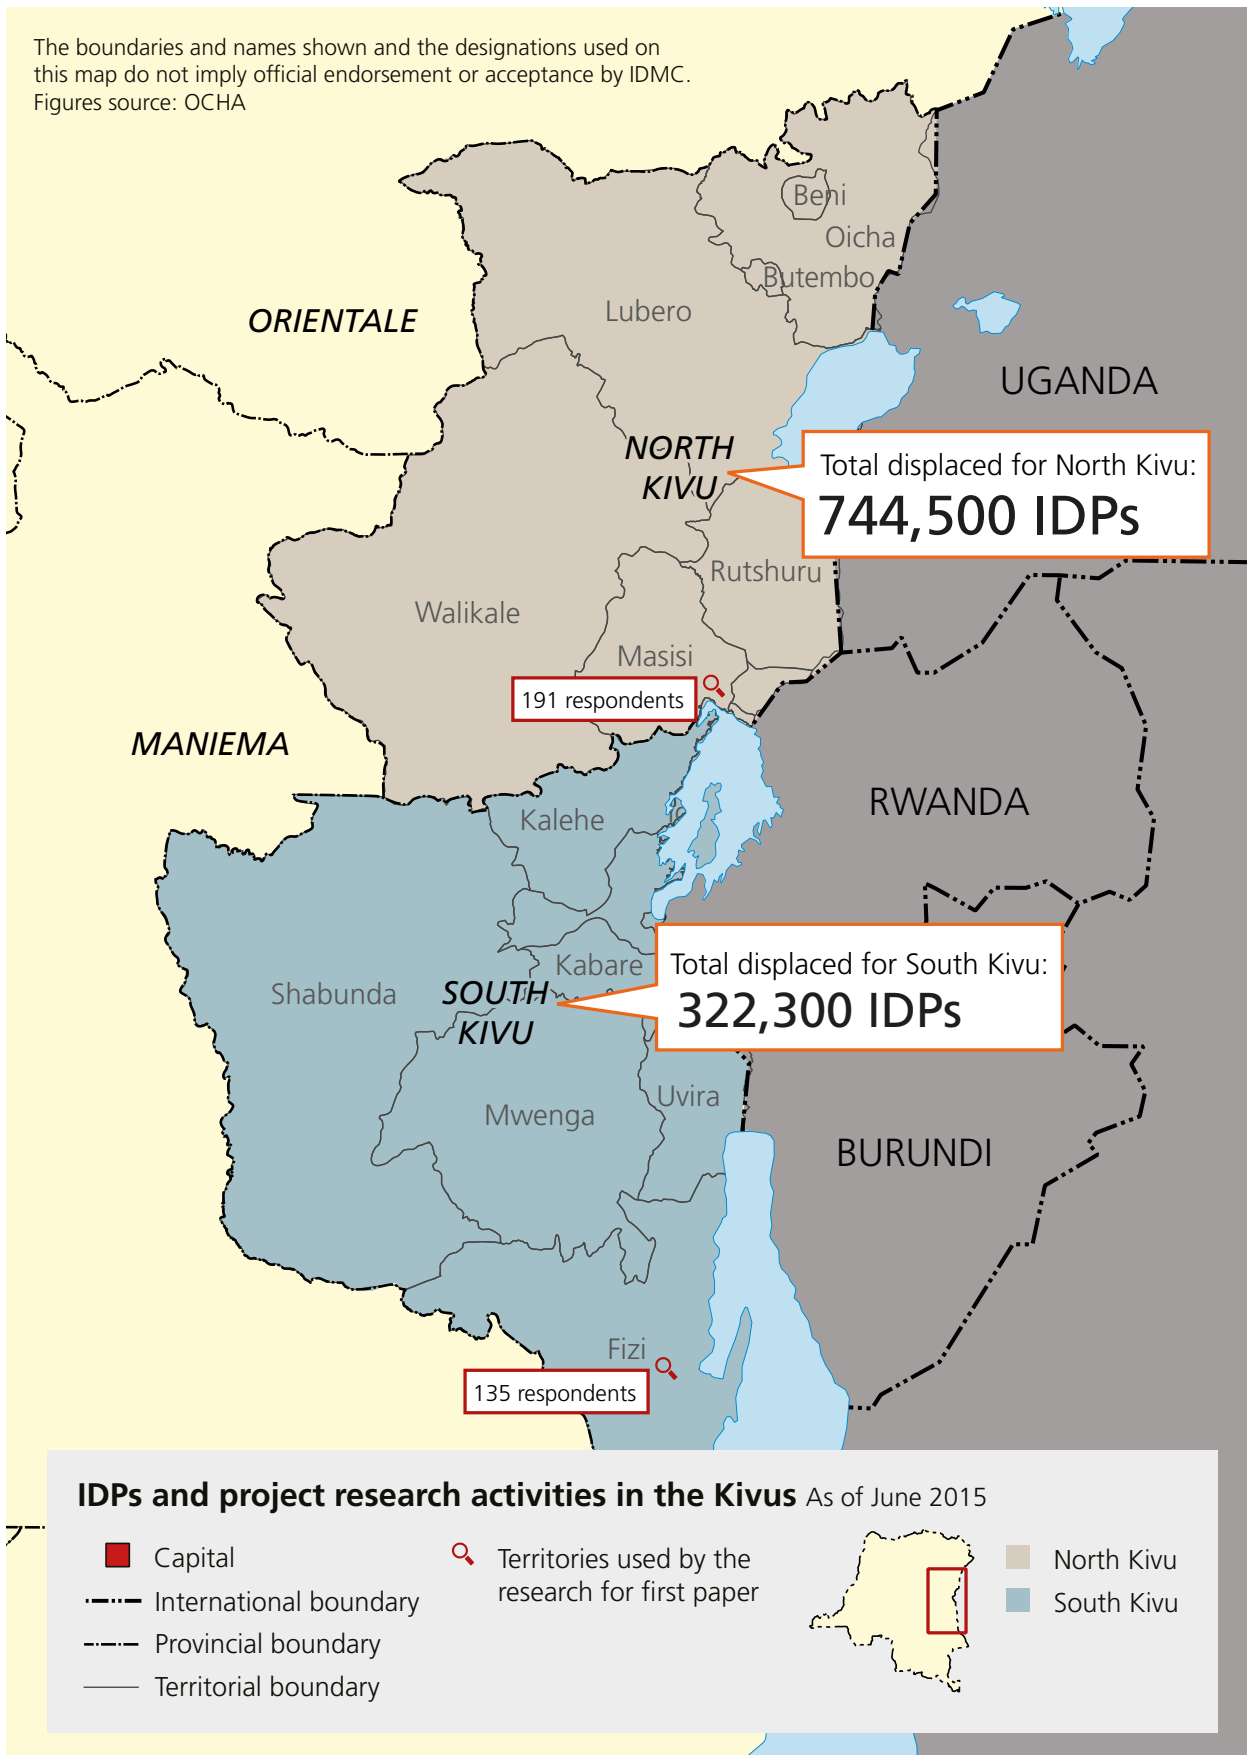 The boundaries and names shown and the designations used on
this map do not imply official endorsement or acceptance by IDMC.
Figures source: OCHA
Beni
Oicha
Butembo
Lubero
ORIENTALE
UGANDA
NORTH
KIVU
Total displaced for North Kivu:
744,500 IDPs
Rutshuru
Walikale
Masisi
191 respondents
MANIEMA
RWANDA
Kalehe
Kabare
Total displaced for South Kivu:
322,300 IDPs
Shabunda
SOUTH
KIVU
Uvira
Mwenga
BURUNDI
Fizi
135 respondents
IDPs and project research activities in the Kivus As of June 2015
Capital
International boundary
Provincial boundary
Territorial boundary
Territories used by the
research for first paper
North Kivu
South Kivu